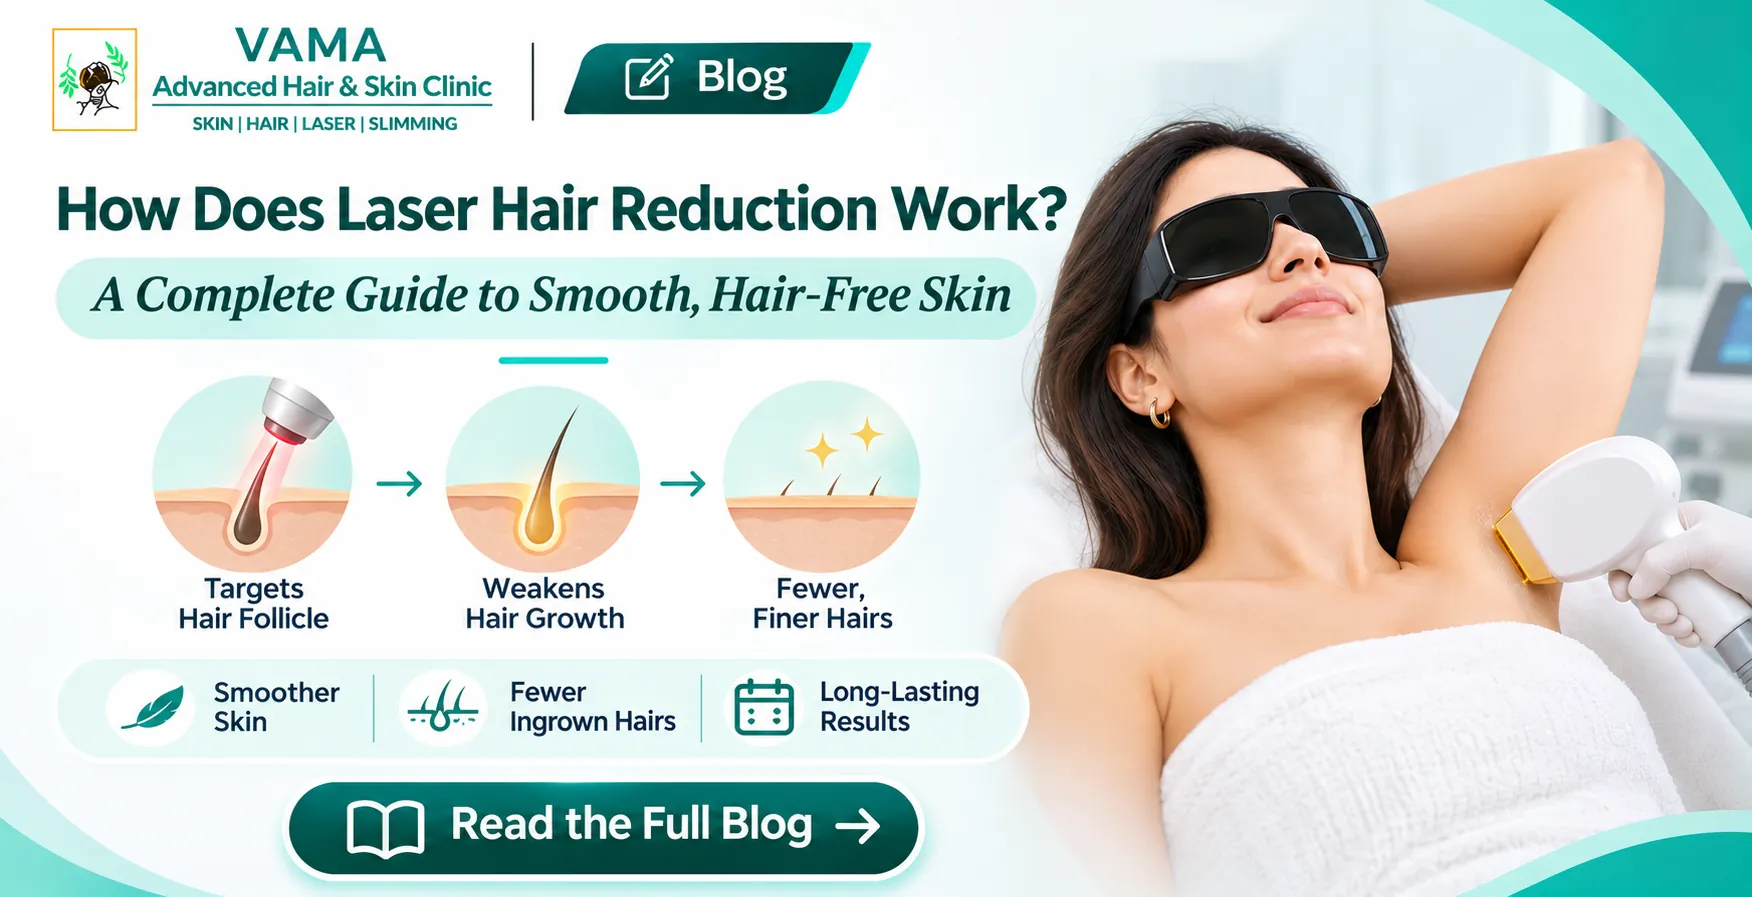 VAMA
Advanced Hair & Skin Clinic
SKIN | HAIR | LASER | SLIMMING
Blog
How Does Laser Hair Reduction Work?
A Complete Guide to Smooth, Hair-Free Skin
Targets
Hair Follicle
Weakens
Hair Growth
Fewer,
Finer Hairs
Smoother
Skin
Fewer
Ingrown Hairs
Long-Lasting
Results
Read the Full Blog